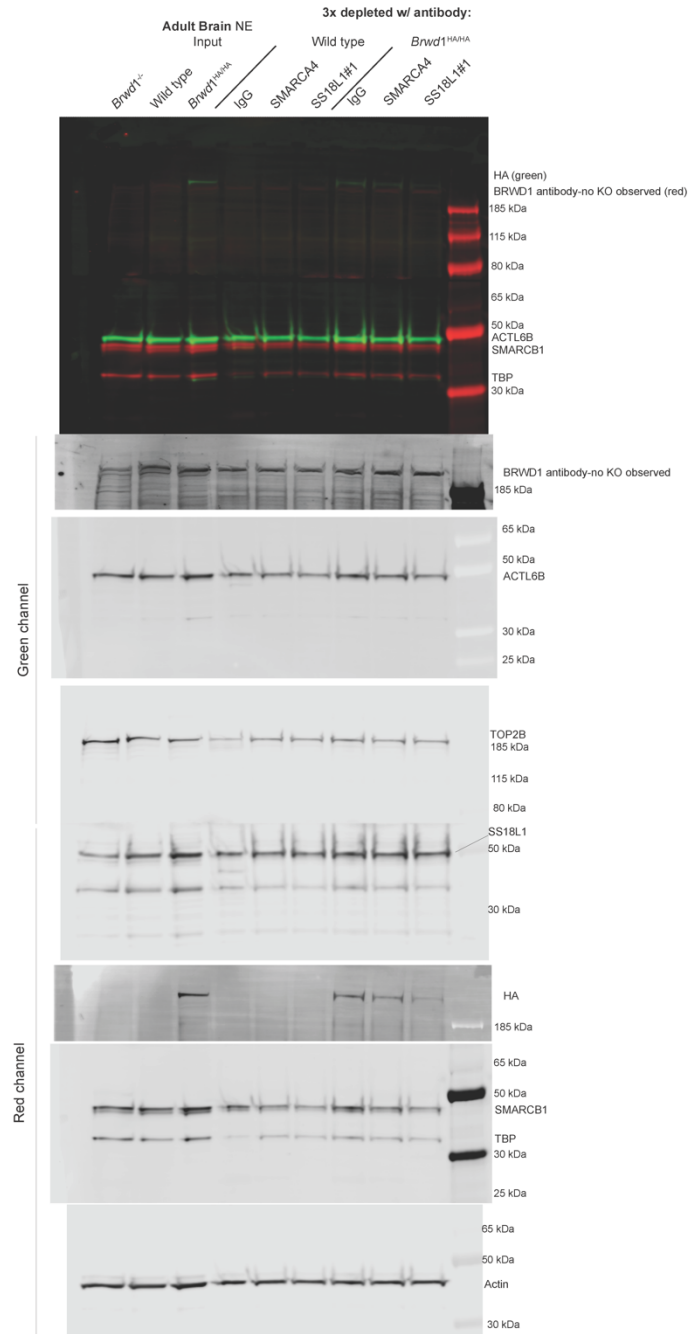 3x depleted w/ antibody:
Adult Brain NE
Input
Wild type
Brwd1HA/HA
Brwd1-/-
Wild type
Brwd1HA/HA
IgG
SMARCA4
SS18L1#1
IgG
SMARCA4
SS18L1#1
HA (green)
BRWD1 antibody-no KO observed (red)
185 kDa
115 kDa
80 kDa
65 kDa
50 kDa
ACTL6B
SMARCB1
TBP
30 kDa
Green channel
BRWD1 antibody-no KO observed
185 kDa
65 kDa
50 kDa
ACTL6B
30 kDa
25 kDa
TOP2B
185 kDa
115 kDa
80 kDa
Red channel
SS18L1
50 kDa
30 kDa
HA
185 kDa
65 kDa
50 kDa
SMARCB1
TBP
30 kDa
25 kDa
65 kDa
50 kDa
Actin
30 kDa